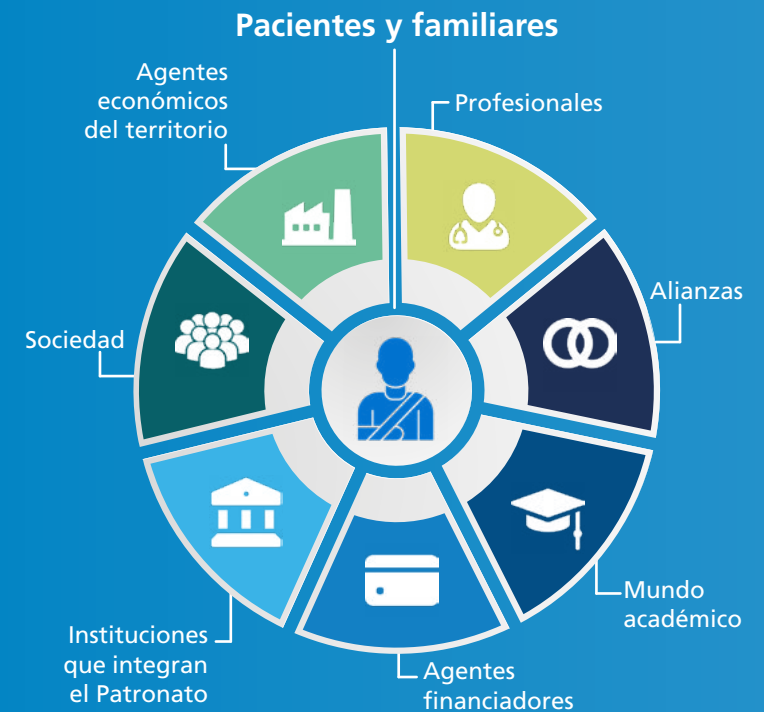 Pacientes y familiares
Agentes
económicos
del territorio
Profesionales
Alianzas
Sociedad
Mundo
académico
Instituciones
que integran
el Patronato
Agentes
financiadores